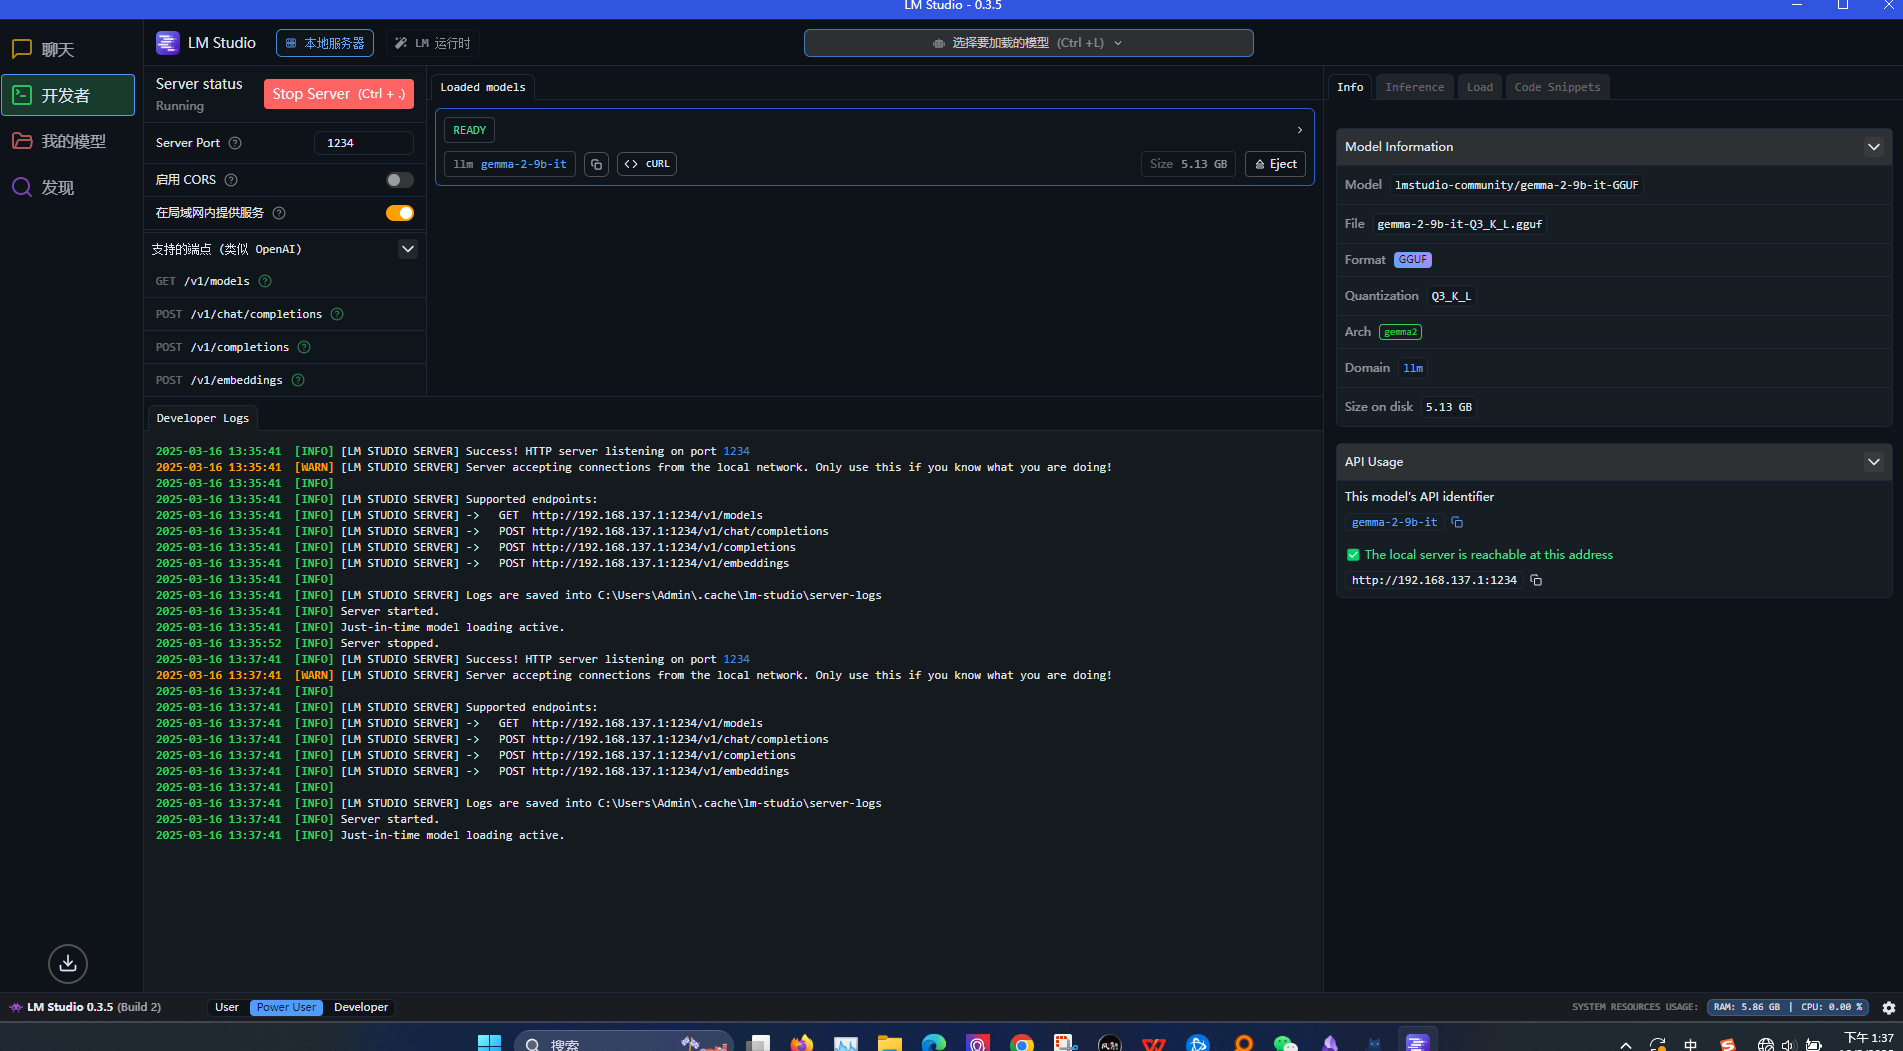 LM Studio - 0.3.5
聊天
开发者
我的模型
发现
LM Studio
本地服务器
LM 运行时
选择要加载的模型 (Ctrl +L)
Server status
Running
Stop Server (Ctrl + .)
Server Port
1234
启用 CORS
在局域网内提供服务
支持的端点 (类似 OpenAI)
GET /v1/models
POST /v1/chat/completions
POST /v1/completions
POST /v1/embeddings
Loaded models
READY
llm gemma-2-9b-it
cURL
Size 5.13 GB
Eject
Developer Logs
2025-03-16 13:35:41 [INFO] [LM STUDIO SERVER] Success! HTTP server listening on port 1234
2025-03-16 13:35:41 [WARN] [LM STUDIO SERVER] Server accepting connections from the local network. Only use this if you know what you are doing!
2025-03-16 13:35:41 [INFO]
2025-03-16 13:35:41 [INFO] [LM STUDIO SERVER] Supported endpoints:
2025-03-16 13:35:41 [INFO] [LM STUDIO SERVER] -> GET http://192.168.137.1:1234/v1/models
2025-03-16 13:35:41 [INFO] [LM STUDIO SERVER] -> POST http://192.168.137.1:1234/v1/chat/completions
2025-03-16 13:35:41 [INFO] [LM STUDIO SERVER] -> POST http://192.168.137.1:1234/v1/completions
2025-03-16 13:35:41 [INFO] [LM STUDIO SERVER] -> POST http://192.168.137.1:1234/v1/embeddings
2025-03-16 13:35:41 [INFO]
2025-03-16 13:35:41 [INFO] [LM STUDIO SERVER] Logs are saved into C:\Users\Admin\.cache\lm-studio\server-logs
2025-03-16 13:35:41 [INFO] Server started.
2025-03-16 13:35:41 [INFO] Just-in-time model loading active.
2025-03-16 13:35:52 [INFO] Server stopped.
2025-03-16 13:37:41 [INFO] [LM STUDIO SERVER] Success! HTTP server listening on port 1234
2025-03-16 13:37:41 [WARN] [LM STUDIO SERVER] Server accepting connections from the local network. Only use this if you know what you are doing!
2025-03-16 13:37:41 [INFO]
2025-03-16 13:37:41 [INFO] [LM STUDIO SERVER] Supported endpoints:
2025-03-16 13:37:41 [INFO] [LM STUDIO SERVER] -> GET http://192.168.137.1:1234/v1/models
2025-03-16 13:37:41 [INFO] [LM STUDIO SERVER] -> POST http://192.168.137.1:1234/v1/chat/completions
2025-03-16 13:37:41 [INFO] [LM STUDIO SERVER] -> POST http://192.168.137.1:1234/v1/completions
2025-03-16 13:37:41 [INFO] [LM STUDIO SERVER] -> POST http://192.168.137.1:1234/v1/embeddings
2025-03-16 13:37:41 [INFO]
2025-03-16 13:37:41 [INFO] [LM STUDIO SERVER] Logs are saved into C:\Users\Admin\.cache\lm-studio\server-logs
2025-03-16 13:37:41 [INFO] Server started.
2025-03-16 13:37:41 [INFO] Just-in-time model loading active.
Info
Inference
Load
Code Snippets
Model Information
Model lmstudio-community/gemma-2-9b-it-GGUF
File gemma-2-9b-it-Q3_K_L.gguf
Format GGUF
Quantization Q3_K_L
Arch gemma2
Domain llm
Size on disk 5.13 GB
API Usage
This model's API identifier
gemma-2-9b-it
The local server is reachable at this address
http://192.168.137.1:1234
LM Studio 0.3.5 (Build 2)
User
Power User
Developer
SYSTEM RESOURCES USAGE: RAM: 5.86 GB | CPU: 0.00 %
搜索
中
下午 1:37